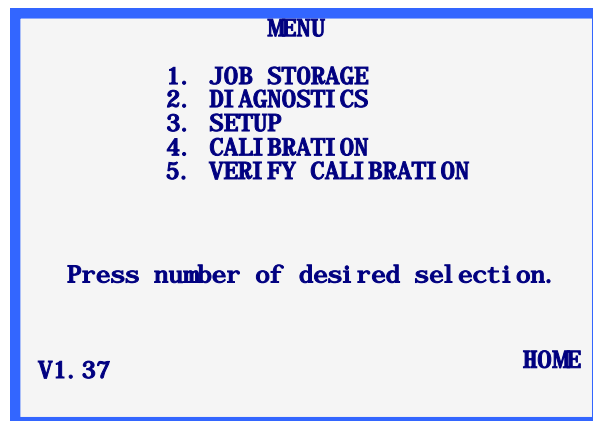 MENU
1. JOB STORAGE
2. DIAGNOSTICS
3. SETUP
4. CALIBRATION
5. VERIFY CALIBRATION
Press number of desired selection.
HOME
V1.37